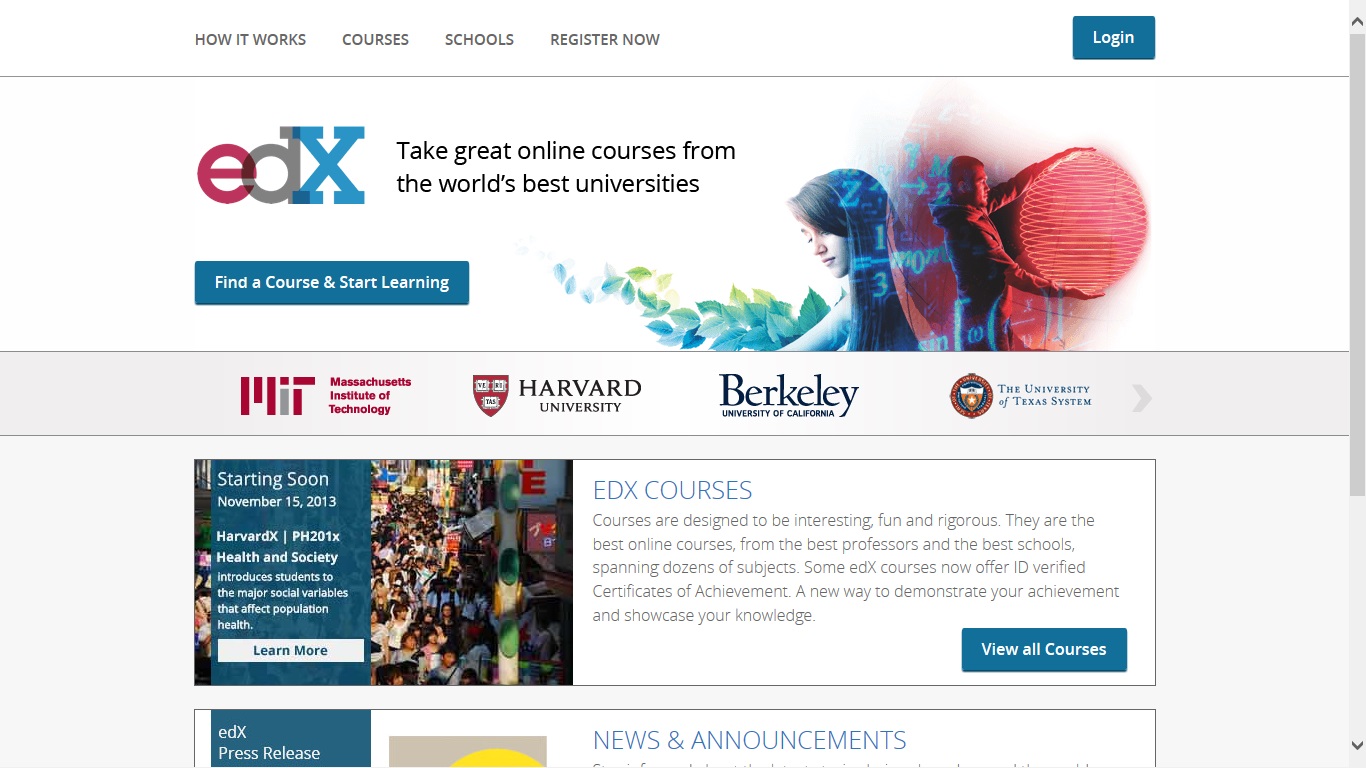 HOW IT WORKS
COURSES
SCHOOLS
REGISTER NOW
Login
edX
Take great online courses from
the world's best universities
Find a Course & Start Learning
MIT
Massachusetts
Institute of
Technology
VE RI
TAS
HARVARD
UNIVERSITY
Berkeley
UNIVERSITY OF CALIFORNIA
THE UNIVERSITY
of TEXAS SYSTEM
Starting Soon
November 15, 2013
HarvardX | PH201x
Health and Society
introduces students to
the major social variables
that affect population
health.
Learn More
EDX COURSES
Courses are designed to be interesting, fun and rigorous. They are the
best online courses, from the best professors and the best schools,
spanning dozens of subjects. Some edX courses now offer ID verified
Certificates of Achievement. A new way to demonstrate your achievement
and showcase your knowledge.
View all Courses
edX
Press Release
NEWS & ANNOUNCEMENTS